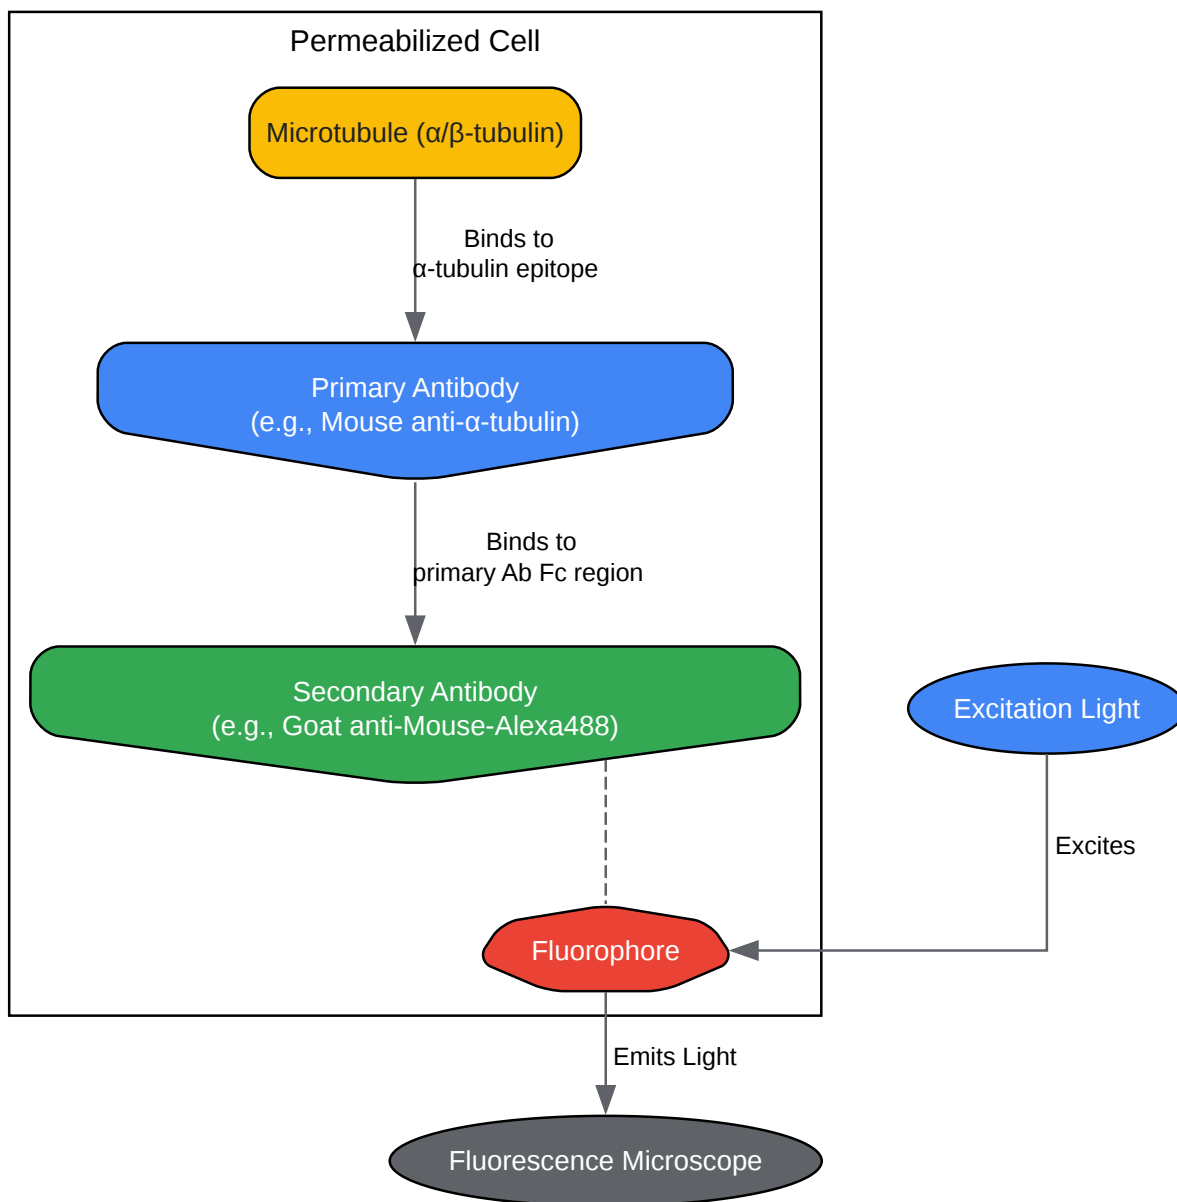 Permeabilized Cell
Microtubule (α/β-tubulin)
Binds to
α-tubulin epitope
Primary Antibody
(e.g., Mouse anti-α-tubulin)
Binds to
primary Ab Fc region
Secondary Antibody
(e.g., Goat anti-Mouse-Alexa488)
Excitation Light
Excites
Fluorophore
Emits Light
Fluorescence Microscope